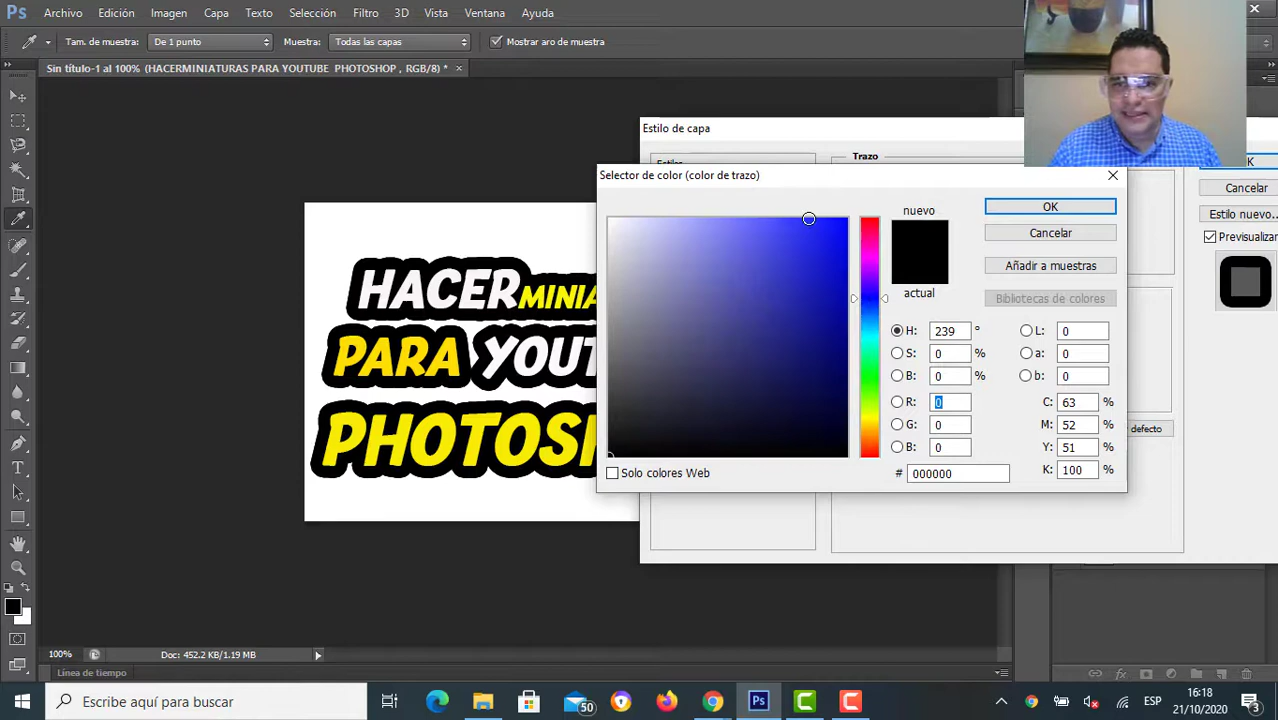 Ps Archivo Edición Imagen Capa Texto Selección Filtro 3D Vista Ventana Ayuda
Tam. de muestra: De 1 punto Muestra: Todas las capas Mostrar aro de muestra
Sin título-1 al 100% (HACERMINIATURAS PARA YOUTUBE PHOTOSHOP , RGB/8) * ×
Estilo de capa
Trazo
Selector de color (color de trazo)
Cancelar
nuevo
OK
Estilo nuevo...
Cancelar
Previsualizar
Añadir a muestras
HACER
actual
Bibliotecas de colores
H: 239 ° L: 0
PARA
S: 0 % a: 0
B: 0 % b: 0
R: 0 C: 63 %
G: 0 M: 52 %
defecto
B: 0 Y: 51 %
Solo colores Web # 000000 K: 100 %
100% Doc: 452.2 KB/1.19 MB
Línea de tiempo
Escribe aquí para buscar
50
Ps
ESP
16:18
21/10/2020
3